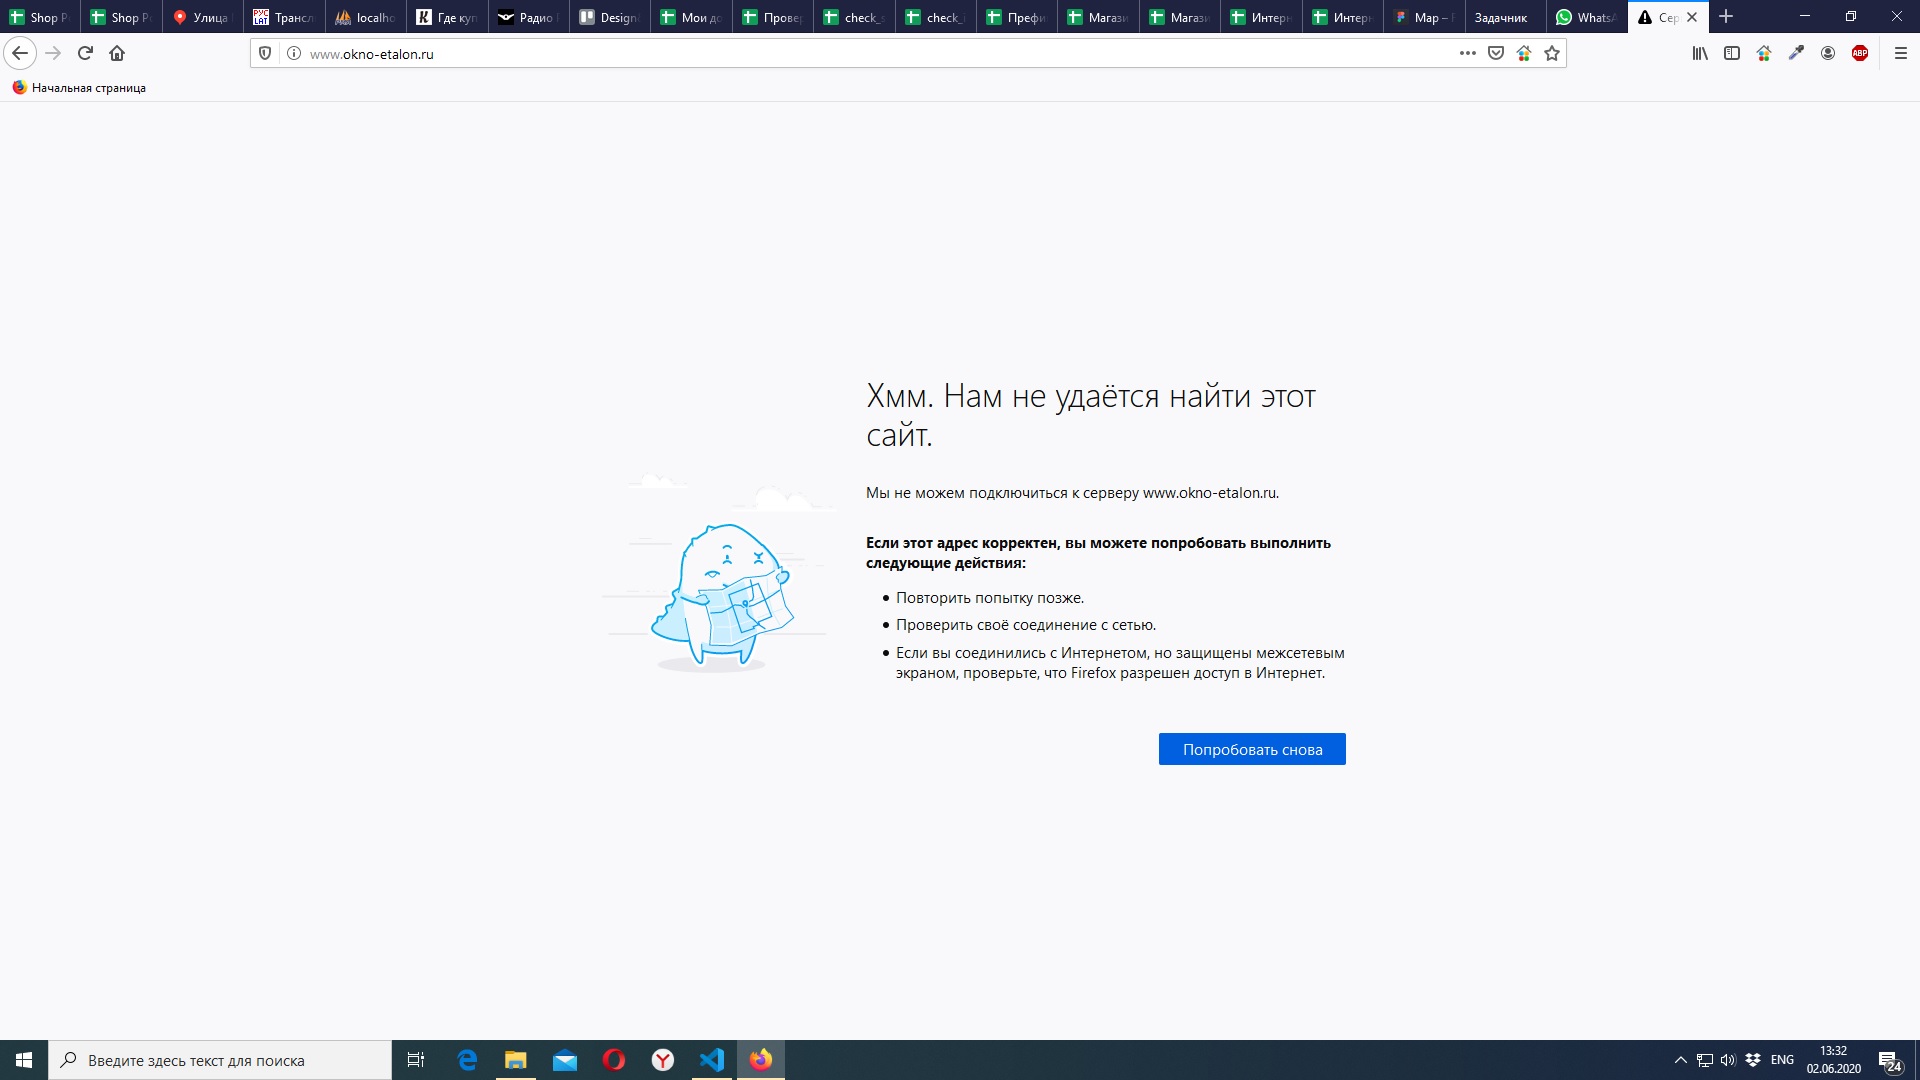 Shop P
Shop P
Улица
РУС LAT
Трансл
localho
K
Где куп
Радио
Design
Мои до
Провер
check_s
check_
Префи
Магази
Магази
Интерн
Интерн
Map –
Задачник
WhatsA
Сер
www.okno-etalon.ru
ABP
Начальная страница
Хмм. Нам не удаётся найти этот
сайт.
Мы не можем подключиться к серверу www.okno-etalon.ru.
Если этот адрес корректен, вы можете попробовать выполнить
следующие действия:
Повторить попытку позже.
Проверить своё соединение с сетью.
Если вы соединились с Интернетом, но защищены межсетевым
экраном, проверьте, что Firefox разрешен доступ в Интернет.
Попробовать снова
Введите здесь текст для поиска
ENG
13:32
02.06.2020
24